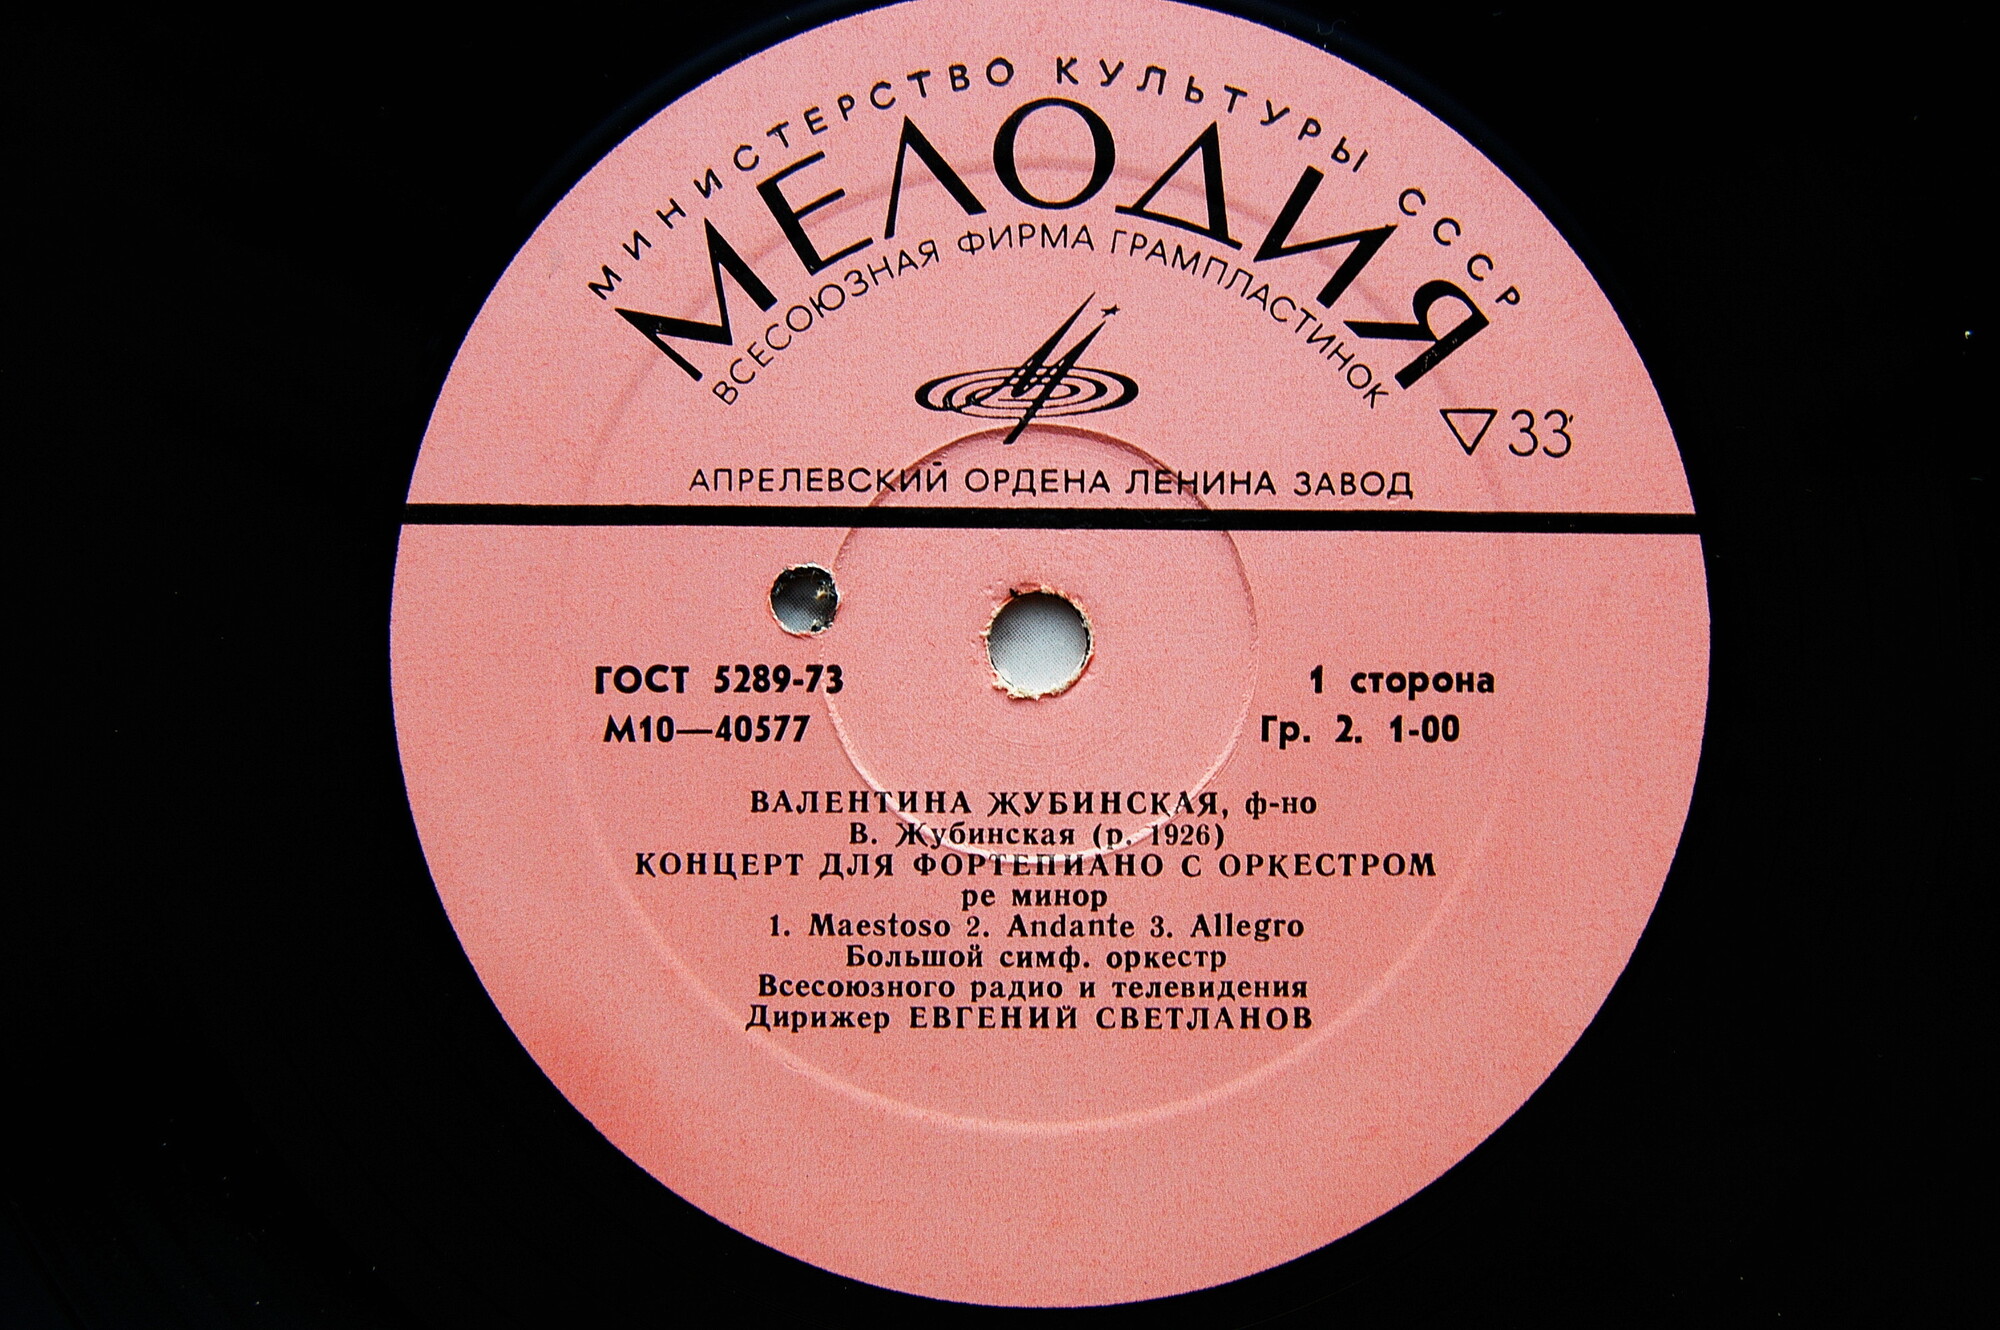 МИНИСТЕРСТВО КУЛЬТУРЫ СССР
МЕЛОДИЯ
ВСЕСОЮЗНАЯ ФИРМА ГРАМПЛАСТИНОК
33
АПРЕЛЕВСКИЙ ОРДЕНА ЛЕНИНА ЗАВОД
ГОСТ 5289-73
М10—40577
1 сторона
Гр. 2. 1-00
ВАЛЕНТИНА ЖУБИНСКАЯ, ф-но
В. Жубинская (р. 1926)
КОНЦЕРТ ДЛЯ ФОРТЕПИАНО С ОРКЕСТРОМ
ре минор
1. Maestoso 2. Andante 3. Allegro
Большой симф. оркестр
Всесоюзного радио и телевидения
Дирижер ЕВГЕНИЙ СВЕТЛАНОВ